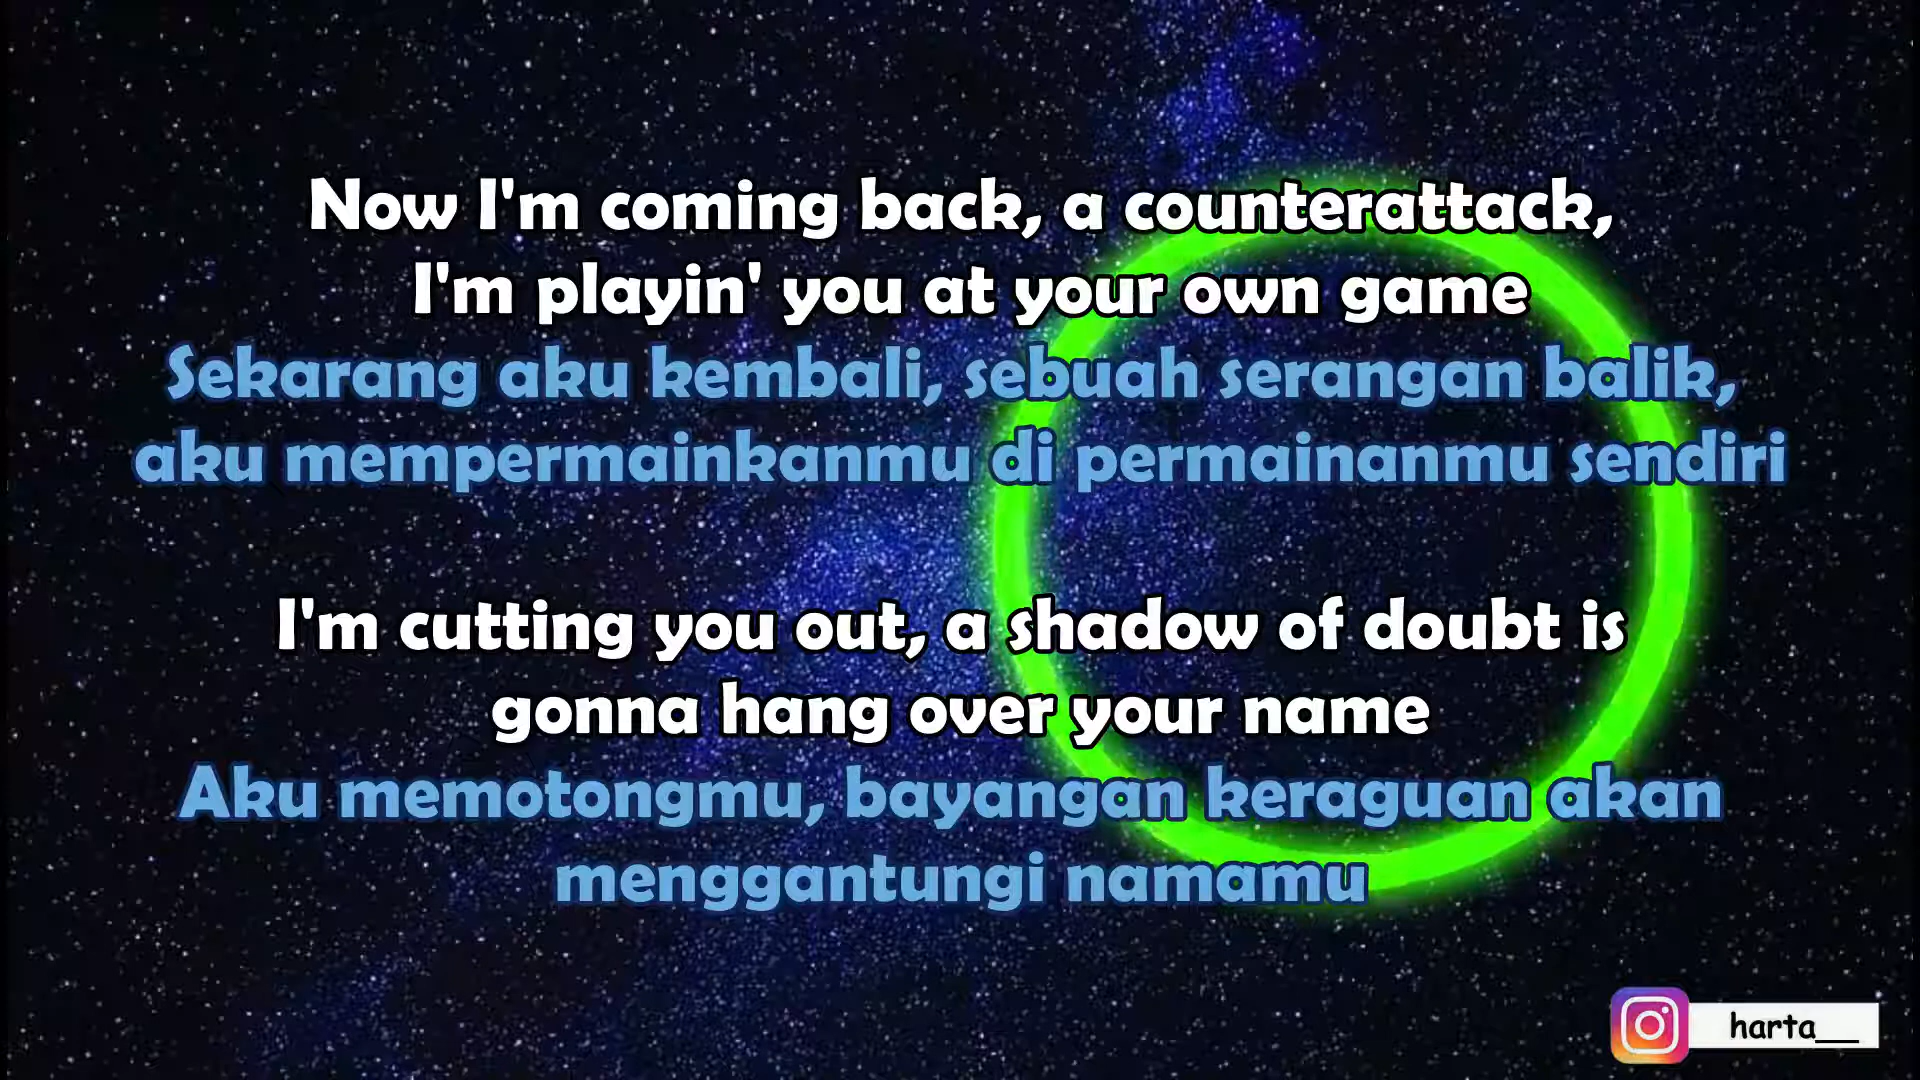 Now I'm coming back, a counterattack,
I'm playin' you at your own game
Sekarang aku kembali, sebuah serangan balik,
aku mempermainkanmu di permainanmu sendiri
I'm cutting you out, a shadow of doubt is
gonna hang over your name
Aku memotongmu, bayangan keraguan akan
menggantungi namamu
harta__